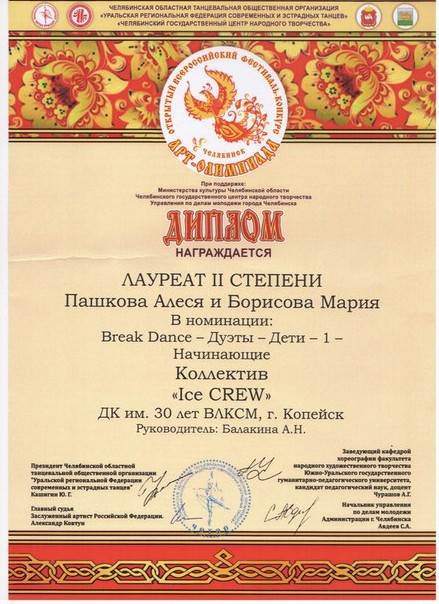 ЧЕЛЯБИНСКАЯ ОБЛАСТНАЯ ТАНЦЕВАЛЬНАЯ ОБЩЕСТВЕННАЯ ОРГАНИЗАЦИЯ
«УРАЛЬСКАЯ РЕГИОНАЛЬНАЯ ФЕДЕРАЦИЯ СОВРЕМЕННЫХ И ЭСТРАДНЫХ ТАНЦЕВ»
«ЧЕЛЯБИНСКИЙ ГОСУДАРСТВЕННЫЙ ЦЕНТР НАРОДНОГО ТВОРЧЕСТВА»
ОТКРЫТЫЙ ВСЕРОССИЙСКИЙ ФЕСТИВАЛЬ-КОНКУРС
ЧЕЛЯБИНСК
АРТ-ОЛИМПИАДА
При поддержке:
Министерства культуры Челябинской области
Челябинского государственного центра народного творчества
Управления по делам молодежи города Челябинска
ДИПЛОМ
НАГРАЖДАЕТСЯ
ЛАУРЕАТ II СТЕПЕНИ
Пашкова Алеся и Борисова Мария
В номинации:
Break Dance – Дуэты – Дети – 1 –
Начинающие
Коллектив
«Ice CREW»
ДК им. 30 лет ВЛКСМ, г. Копейск
Руководитель: Балакина А.Н.
Президент Челябинской областной
танцевальной общественной организации
"Уральской региональной Федерации
современных и эстрадных танцев"
Кашигин Ю. Г.
Главный судья
Заслуженный артист Российской Федерации.
Александр Ковтун
Заведующий кафедрой
хореографии факультета
народного художественного творчества
Южно-Уральского государственного
гуманитарно-педагогического университета,
кандидат педагогический наук, доцент
Чурашов А.Г.
Начальник управления
по делам молодежи
Администрации г. Челябинска
Авдеев С.А.